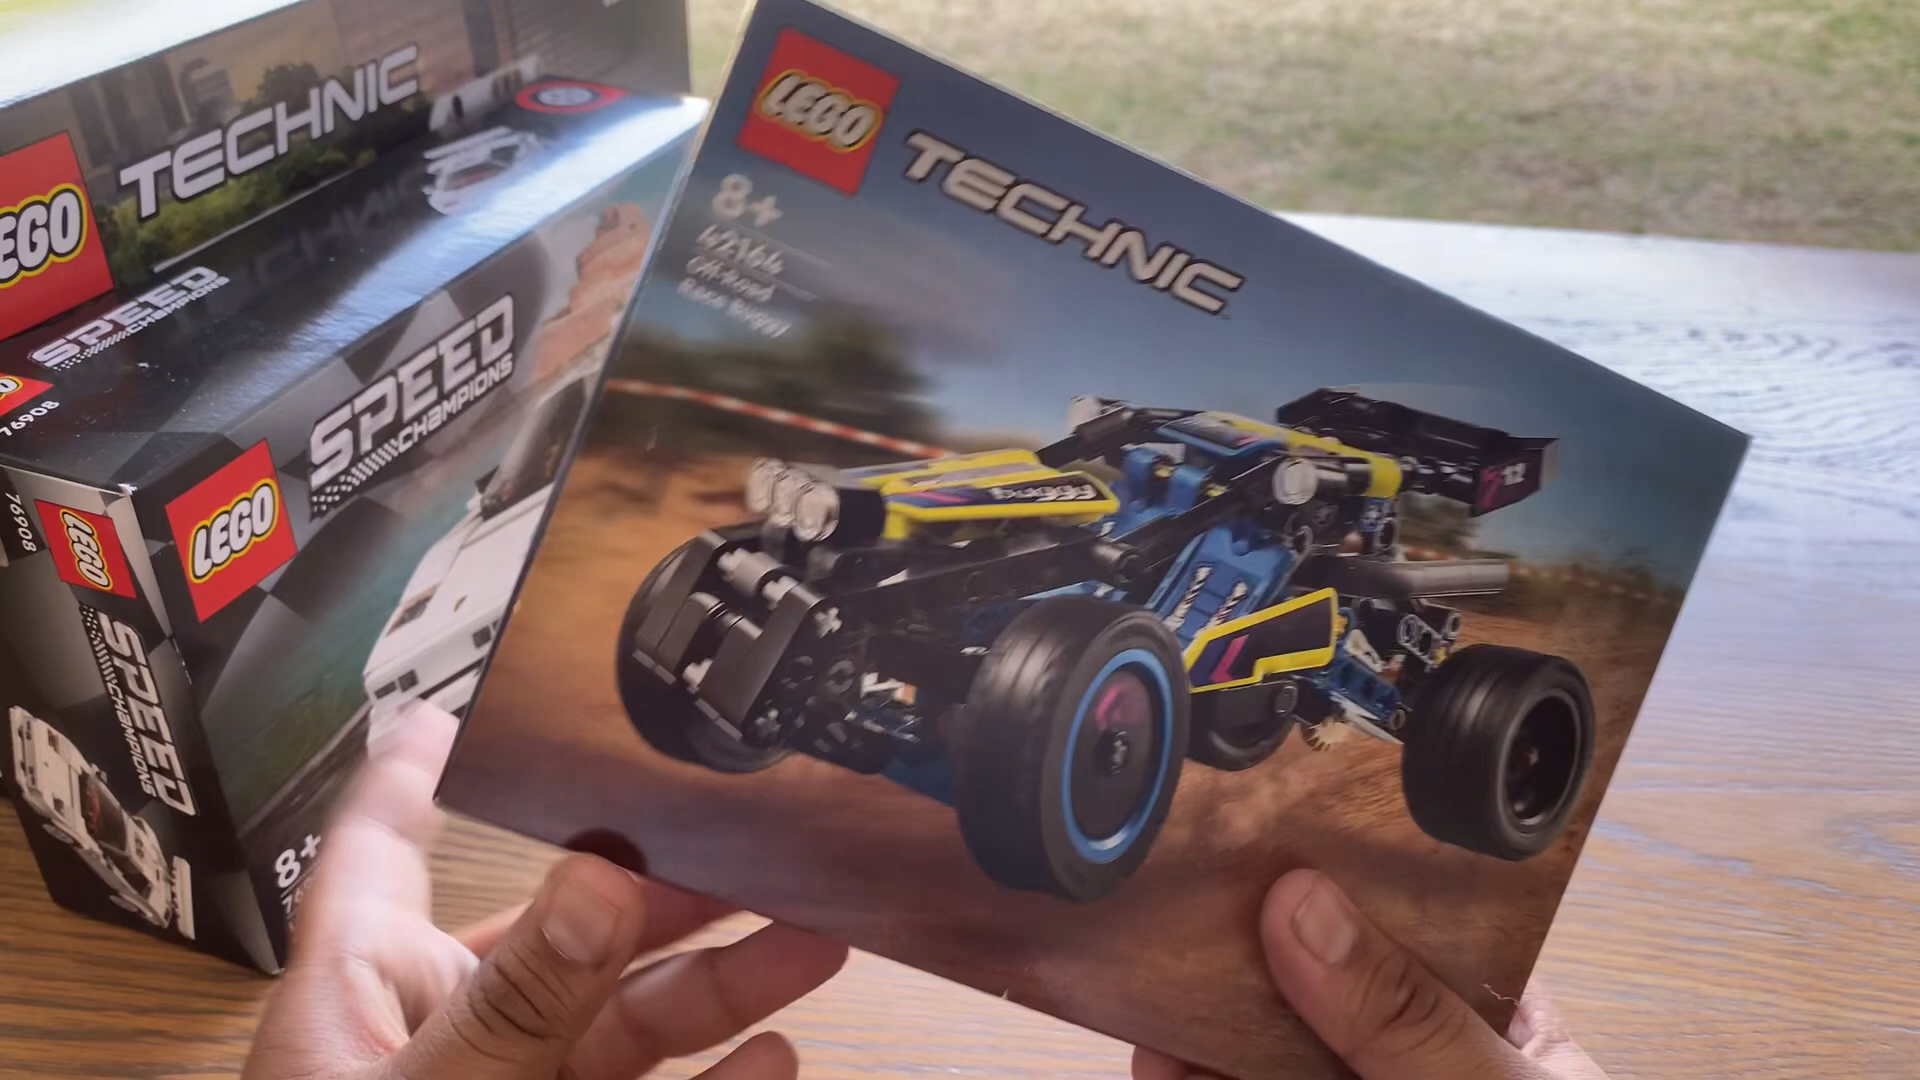 LEGO
TECHNIC
8+
42164
Off-Road
Race Buggy
buggy
12
LEGO
TECHNIC
SPEED
CHAMPIONS
76908
SPEED
CHAMPIONS
LEGO
76908
LEGO
SPEED
CHAMPIONS
8+